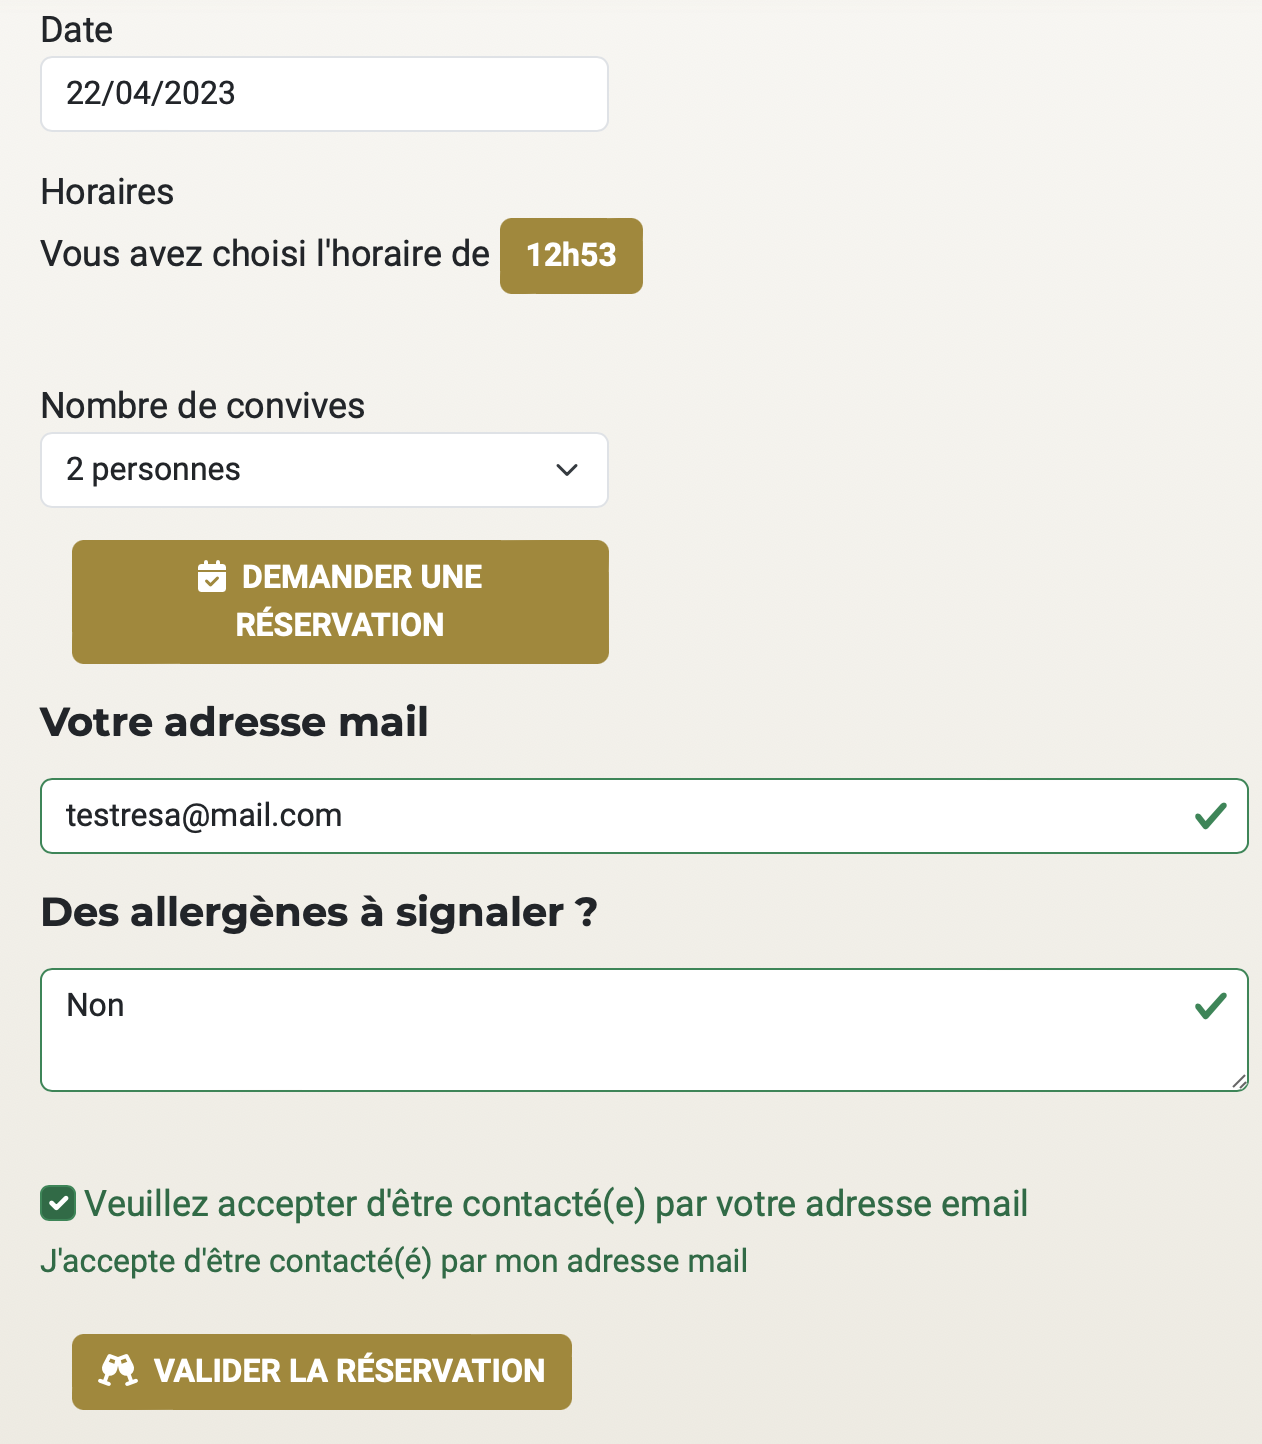 Date
22/04/2023
Horaires
Vous avez choisi l'horaire de 12h53
Nombre de convives
2 personnes
DEMANDER UNE
RÉSERVATION
Votre adresse mail
testresa@mail.com
Des allergènes à signaler ?
Non
Veuillez accepter d'être contacté(e) par votre adresse email
J'accepte d'être contacté(é) par mon adresse mail
VALIDER LA RÉSERVATION